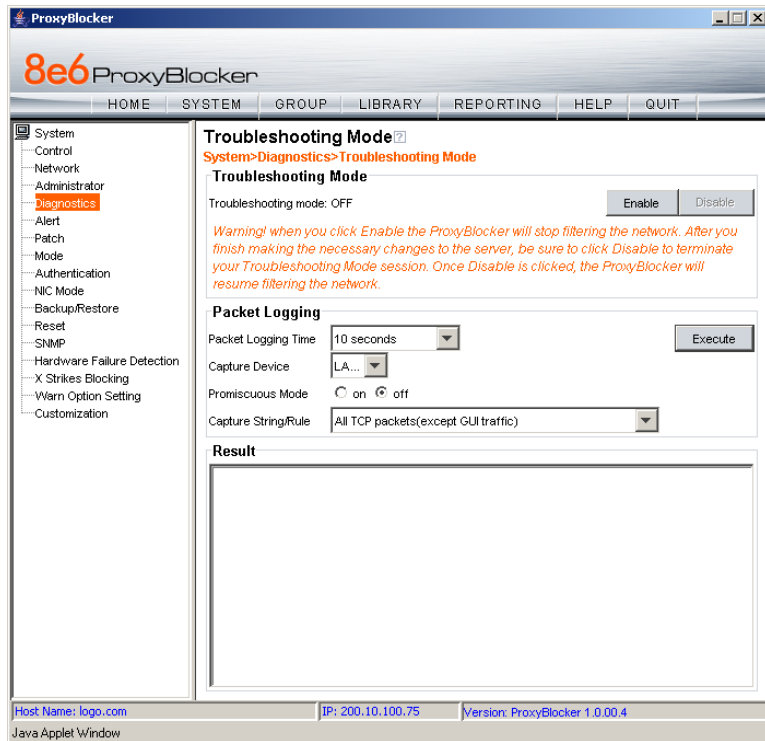 ProxyBlocker
8e6 ProxyBlocker
HOME SYSTEM GROUP LIBRARY REPORTING HELP QUIT
System
Control
Network
Administrator
Diagnostics
Alert
Patch
Mode
Authentication
NIC Mode
Backup/Restore
Reset
SNMP
Hardware Failure Detection
X Strikes Blocking
Warn Option Setting
Customization
Troubleshooting Mode ?
System>Diagnostics>Troubleshooting Mode
Troubleshooting Mode
Troubleshooting mode: OFF Enable Disable
Warning! when you click Enable the ProxyBlocker will stop filtering the network. After you
finish making the necessary changes to the server, be sure to click Disable to terminate
your Troubleshooting Mode session. Once Disable is clicked, the ProxyBlocker will
resume filtering the network.
Packet Logging
Packet Logging Time 10 seconds Execute
Capture Device LA...
Promiscuous Mode on off
Capture String/Rule All TCP packets(except GUI traffic)
Result
Host Name: logo.com IP: 200.10.100.75 Version: ProxyBlocker 1.0.00.4
Java Applet Window